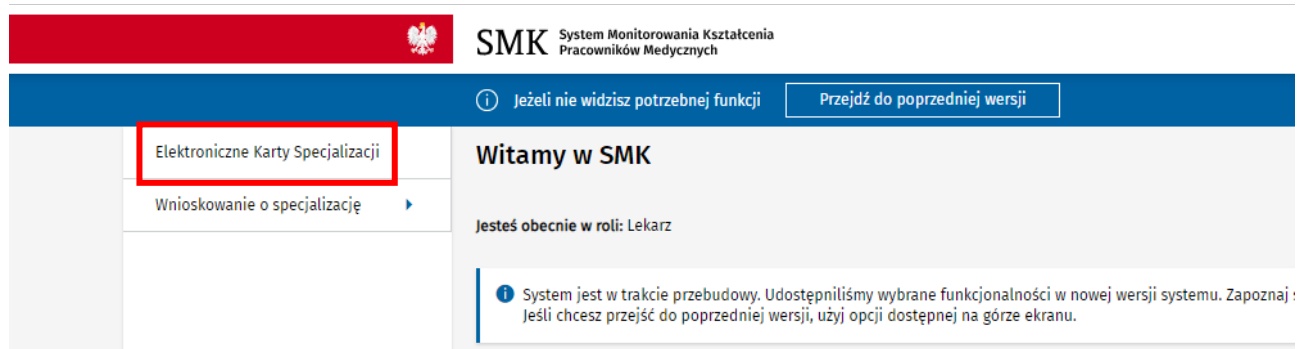 SMK System Monitorowania Kształcenia
Pracowników Medycznych
Jeżeli nie widzisz potrzebnej funkcji
Przejdź do poprzedniej wersji
Elektroniczne Karty Specjalizacji
Wnioskowanie o specjalizację
Witamy w SMK
Jesteś obecnie w roli: Lekarz
System jest w trakcie przebudowy. Udostępniliśmy wybrane funkcjonalności w nowej wersji systemu. Zapoznaj
Jeśli chcesz przejść do poprzedniej wersji, użyj opcji dostępnej na górze ekranu.